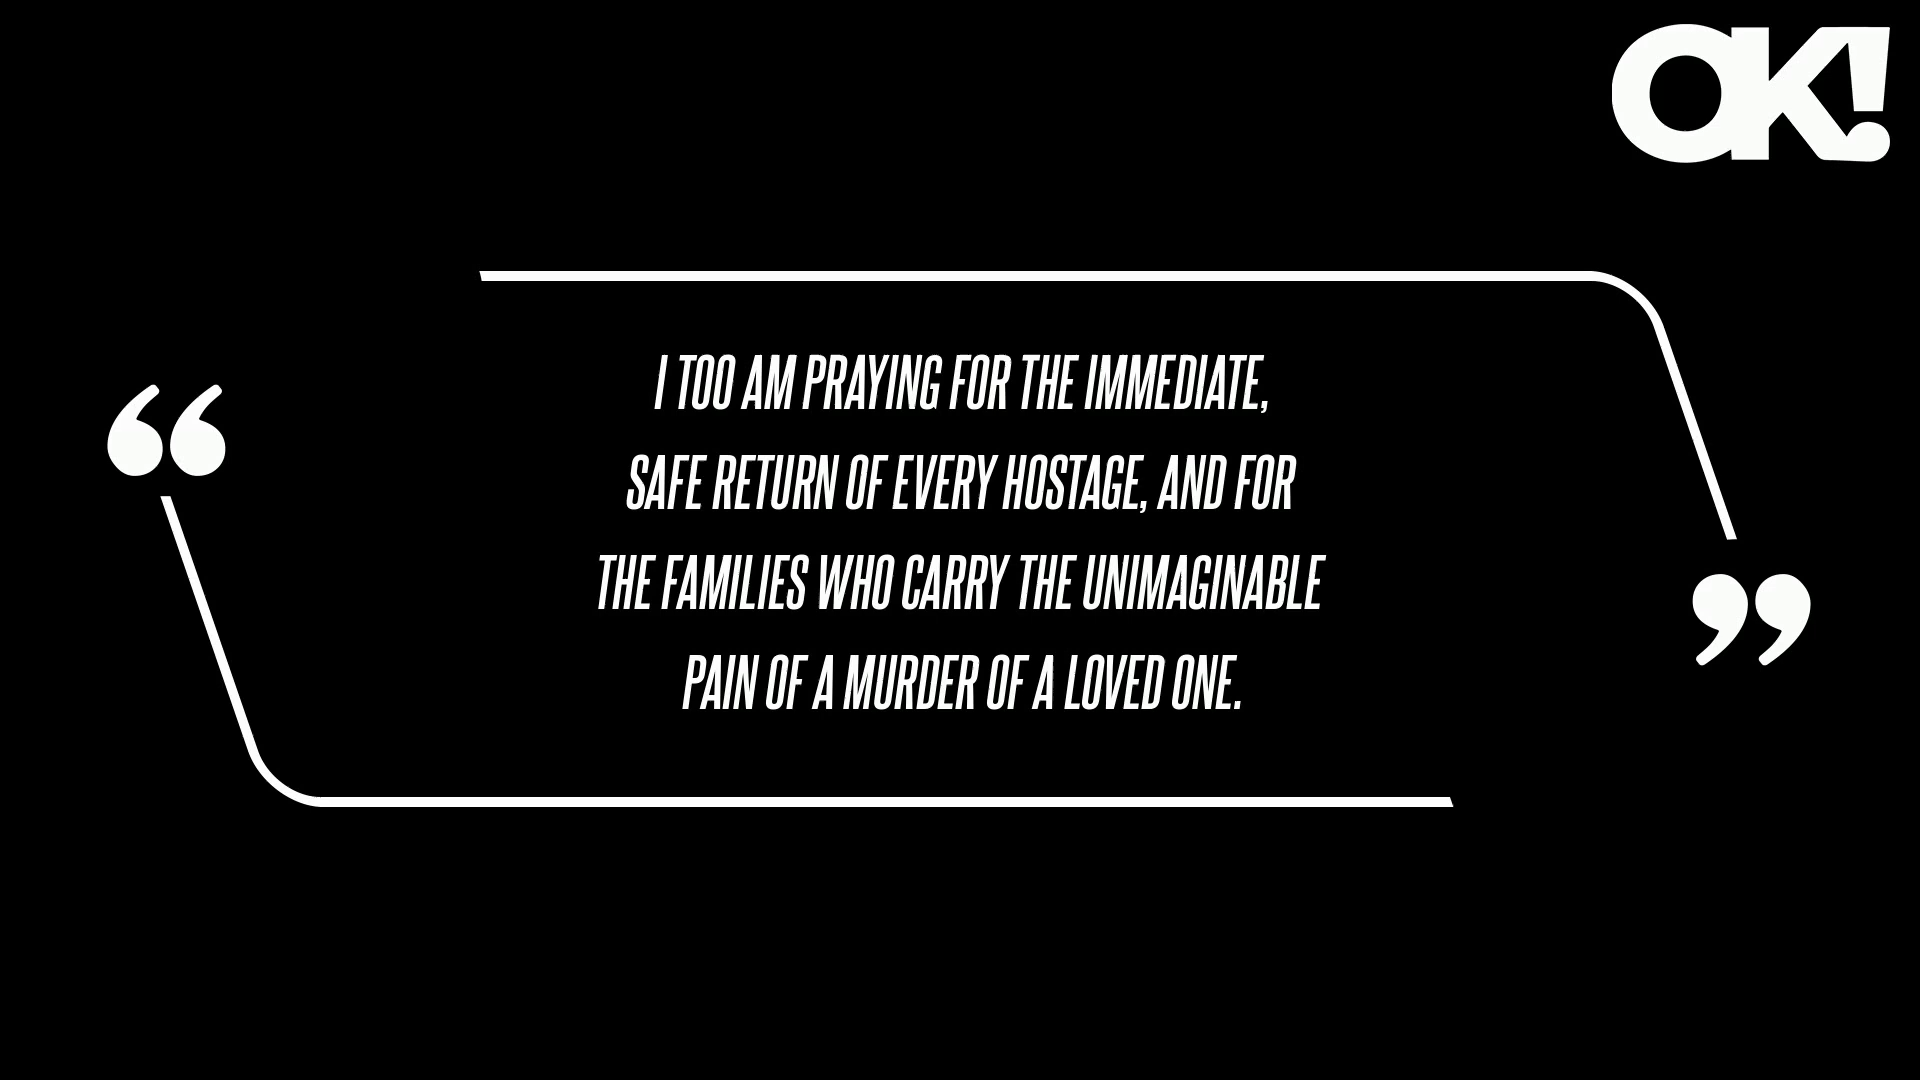 OK!
“
I TOO AM PRAYING FOR THE IMMEDIATE,
SAFE RETURN OF EVERY HOSTAGE, AND FOR
THE FAMILIES WHO CARRY THE UNIMAGINABLE
PAIN OF A MURDER OF A LOVED ONE.
”